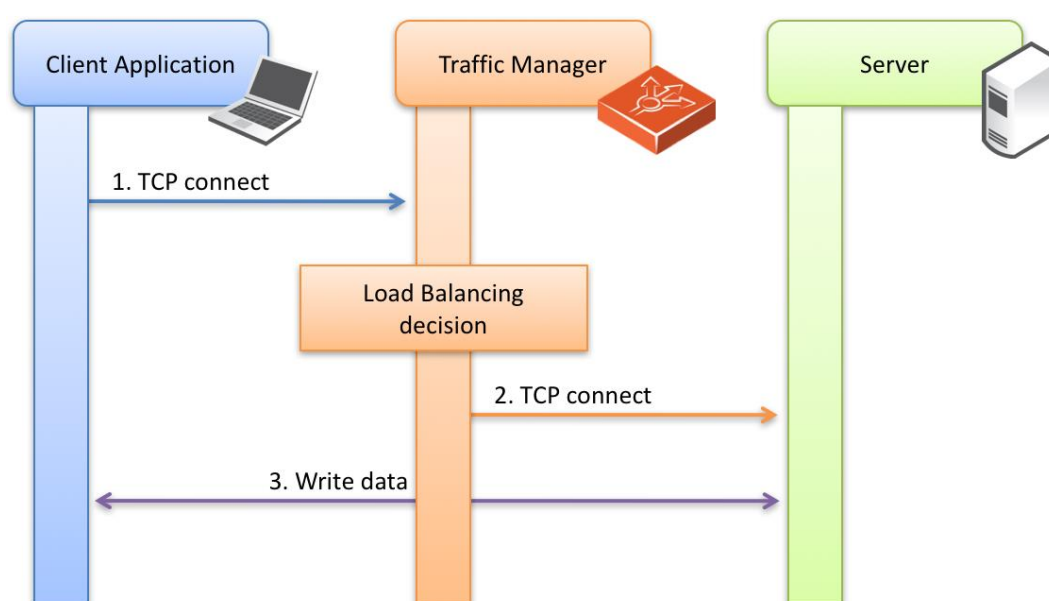 Client Application
Traffic Manager
Server
1. TCP connect
Load Balancing
decision
2. TCP connect
3. Write data